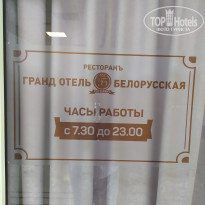 TOP Hotels
РЕСТОРАНЪ
ГРАНД ОТЕЛЬ БЕЛОРУССКАЯ
ЧАСЫ РАБОТЫ
с 7.30 до 23.00